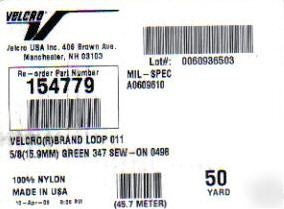 VELCRO
Velcro USA Inc. 406 Brown Ave.
Manchester, NH 03103
Lot#: 0060936503
Re-order Part Number
154779
MIL-SPEC
A0609610
VELCRO(R)BRAND LOOP 011
5/8(15.9MM) GREEN 347 SEW-ON 0498
100% NYLON
MADE IN USA
50
YARD
(45.7 METER)